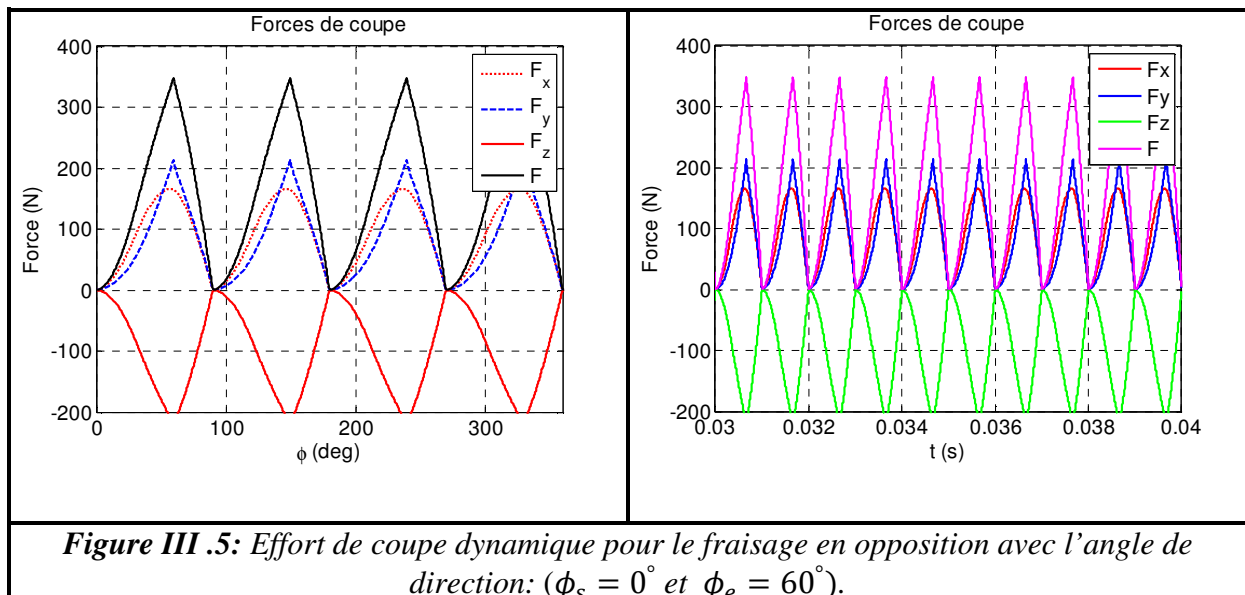 Forces de coupe
400
300
200
100
0
-100
-200
Force (N)
0
100
200
300
ϕ (deg)
F_x
F_y
F_z
F
Forces de coupe
400
300
200
100
0
-100
-200
Force (N)
0.03
0.032
0.034
0.036
0.038
0.04
t (s)
Fx
Fy
Fz
F
Figure III .5: Effort de coupe dynamique pour le fraisage en opposition avec l'angle de
direction: (ϕ_s = 0° et ϕ_e = 60°).